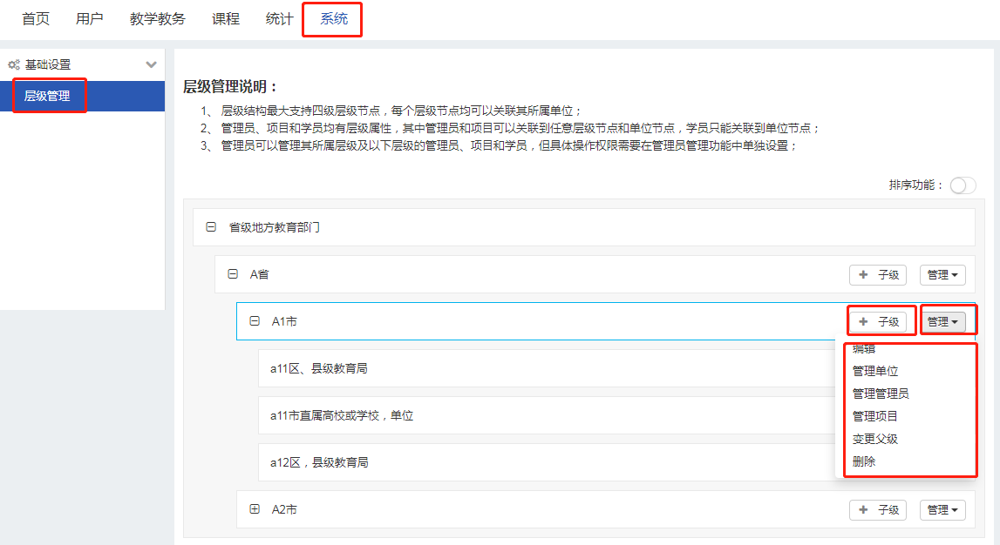 首页 用户 教学教务 课程 统计 系统
基础设置
层级管理
层级管理说明：
1、 层级结构最大支持四级层级节点，每个层级节点均可以关联其所属单位；
2、 管理员、项目和学员均有层级属性，其中管理员和项目可以关联到任意层级节点和单位节点，学员只能关联到单位节点；
3、 管理员可以管理其所属层级及以下层级的管理员、项目和学员，但具体操作权限需要在管理员管理功能中单独设置；
排序功能：
省级地方教育部门
A省 + 子级 管理
A1市 + 子级 管理
编辑
a11区、县级教育局
管理单位
管理管理员
a11市直属高校或学校，单位
管理项目
变更父级
a12区，县级教育局
删除
A2市 + 子级 管理